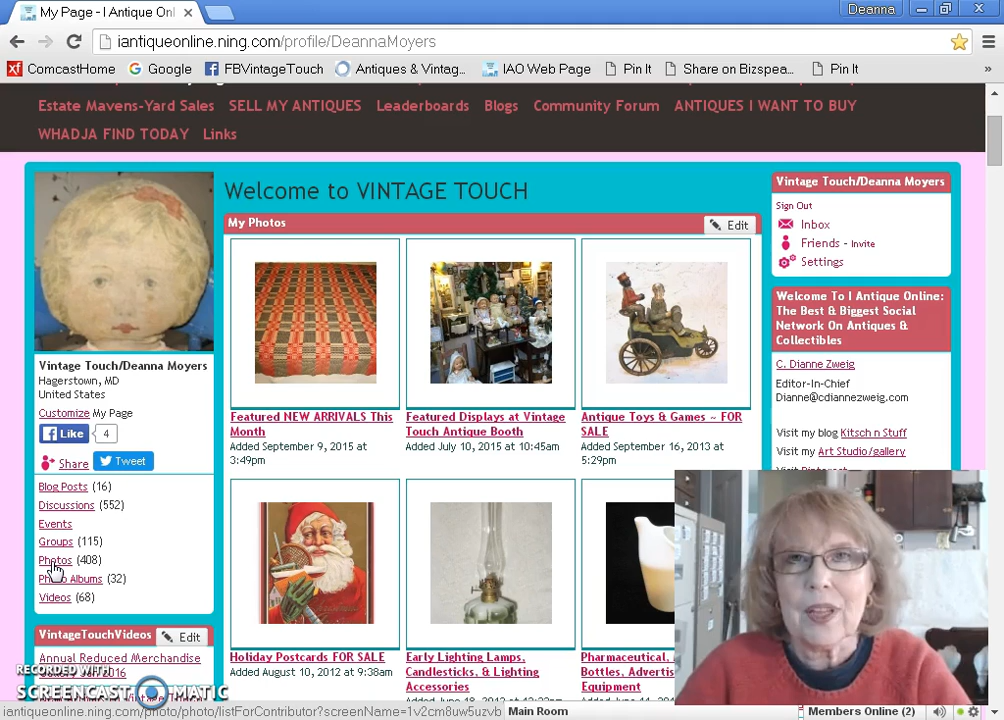 My Page - I Antique Onl
Deanna
iantiqueonline.ning.com/profile/DeannaMoyers
ComcastHome Google FBVintageTouch Antiques & Vintag... IAO Web Page Pin It Share on Bizspea... Pin It »
Estate Mavens-Yard Sales SELL MY ANTIQUES Leaderboards Blogs Community Forum ANTIQUES I WANT TO BUY
WHADJA FIND TODAY Links
Welcome to VINTAGE TOUCH
My Photos
Edit
Featured NEW ARRIVALS This
Month
Added September 9, 2015 at
3:49pm
Featured Displays at Vintage
Touch Antique Booth
Added July 10, 2015 at 10:45am
Antique Toys & Games ~ FOR
SALE
Added September 16, 2013 at
5:29pm
Holiday Postcards FOR SALE
Added August 10, 2012 at 9:38am
Early Lighting Lamps,
Candlesticks, & Lighting
Accessories
Pharmaceutical,
Bottles, Advertis
Equipment
Vintage Touch/Deanna Moyers
Hagerstown, MD
United States
Customize My Page
Like 4
Share Tweet
Blog Posts (16)
Discussions (552)
Events
Groups (115)
Photos (408)
Photo Albums (32)
Videos (68)
VintageTouchVideos
Edit
Annual Reduced Merchandise
Jan 2016
RECORDED WITH
SCREENCAST MATIC
Vintage Touch/Deanna Moyers
Sign Out
Inbox
Friends - Invite
Settings
Welcome To I Antique Online:
The Best & Biggest Social
Network On Antiques &
Collectibles
C. Dianne Zweig
Editor-In-Chief
Dianne@cdiannezweig.com
Visit my blog Kitsch n Stuff
Visit my Art Studio/gallery
Visit my Pinterest
iantiqueonline.ning.com/photo/photo/listForContributor?screenName=1v2cm8uw5uzvb
Main Room
Members Online (2)